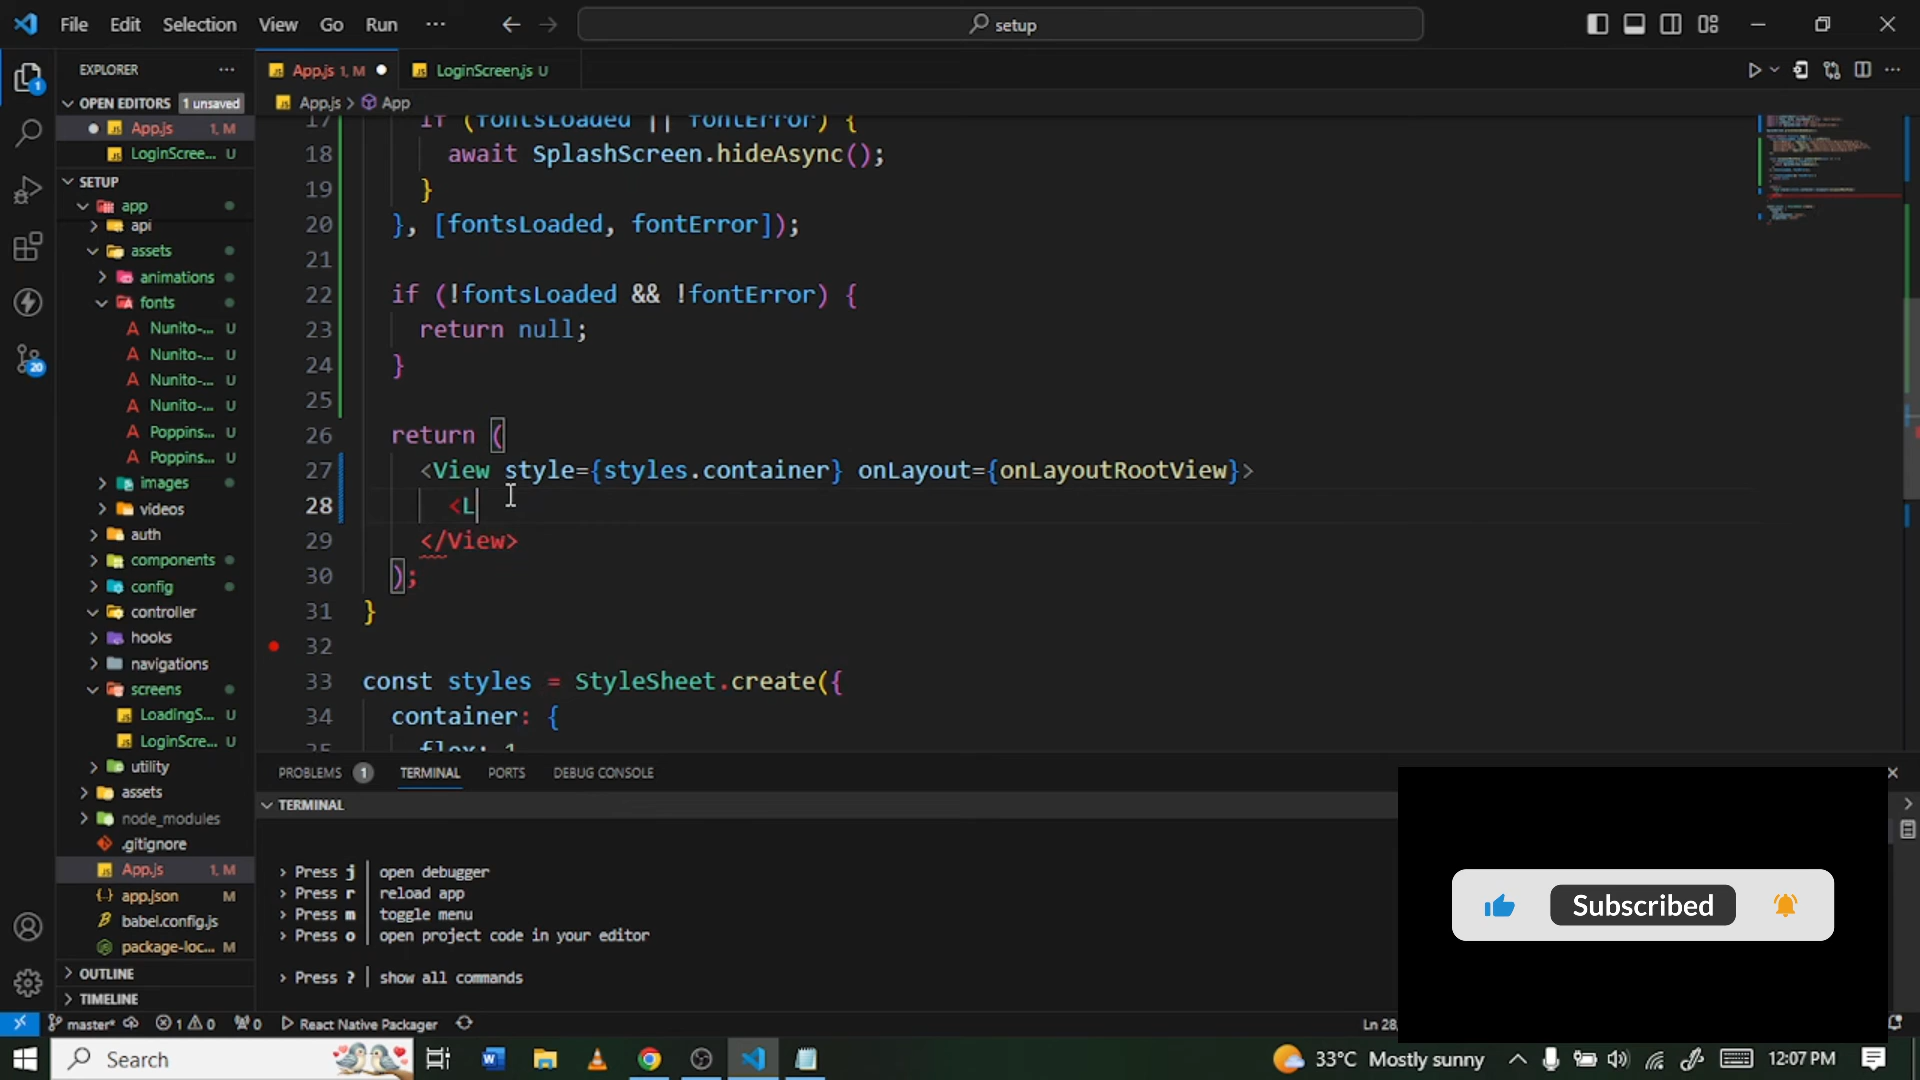 File Edit Selection View Go Run ··· setup
EXPLORER ···
OPEN EDITORS 1 unsaved
App.js 1, M
LoginScree... U
SETUP
app
api
assets
animations
fonts
Nunito-... U
Nunito-... U
Nunito-... U
Nunito-... U
Poppins... U
Poppins... U
images
videos
auth
components
config
controller
hooks
navigations
screens
LoadingS... U
LoginScre... U
utility
assets
node_modules
.gitignore
App.js 1, M
app.json M
babel.config.js
package-loc... M
OUTLINE
TIMELINE
App.js 1, M LoginScreen.js U
App.js > App
17 if (fontsLoaded || fontError) {
18 await SplashScreen.hideAsync();
19 }
20 }, [fontsLoaded, fontError]);
21
22 if (!fontsLoaded && !fontError) {
23 return null;
24 }
25
26 return (
27 <View style={styles.container} onLayout={onLayoutRootView}>
28 <L
29 </View>
30 );
31 }
32
33 const styles = StyleSheet.create({
34 container: {
35 flex: 1
PROBLEMS 1 TERMINAL PORTS DEBUG CONSOLE
TERMINAL
› Press j │ open debugger
› Press r │ reload app
› Press m │ toggle menu
› Press o │ open project code in your editor
› Press ? │ show all commands
Subscribed
master* 1 0 0 React Native Packager Ln 28,
Search 33°C Mostly sunny 12:07 PM